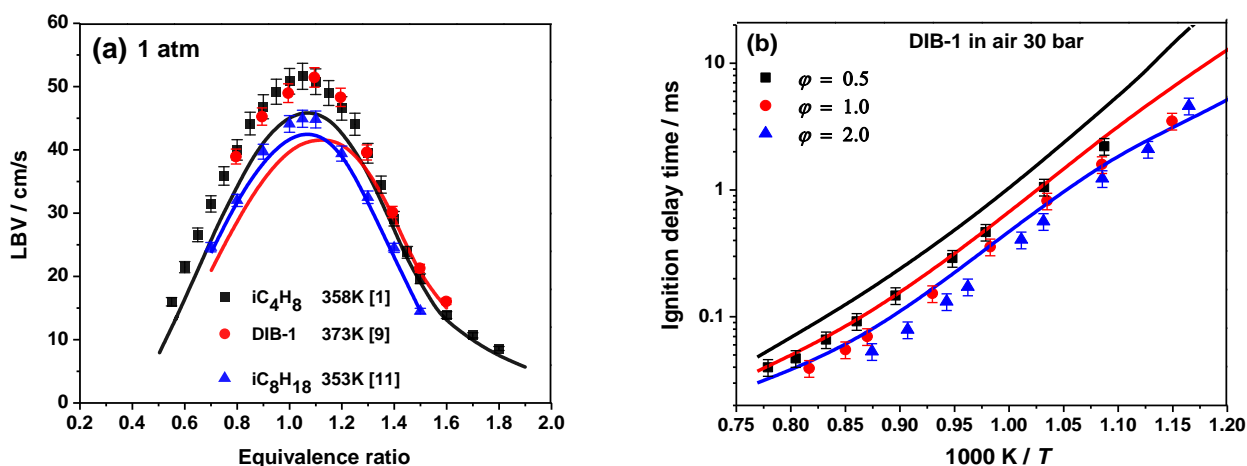 (a) 1 atm
LBV / cm/s
60
50
40
30
20
10
0
iC4H8 358K [1]
DIB-1 373K [9]
iC8H18 353K [11]
0.0 0.2 0.4 0.6 0.8 1.0 1.2 1.4 1.6 1.8 2.0
Equivalence ratio
(b) DIB-1 in air 30 bar
φ = 0.5
φ = 1.0
φ = 2.0
Ignition delay time / ms
10
1
0.1
0.75 0.80 0.85 0.90 0.95 1.00 1.05 1.10 1.15 1.20
1000 K / T